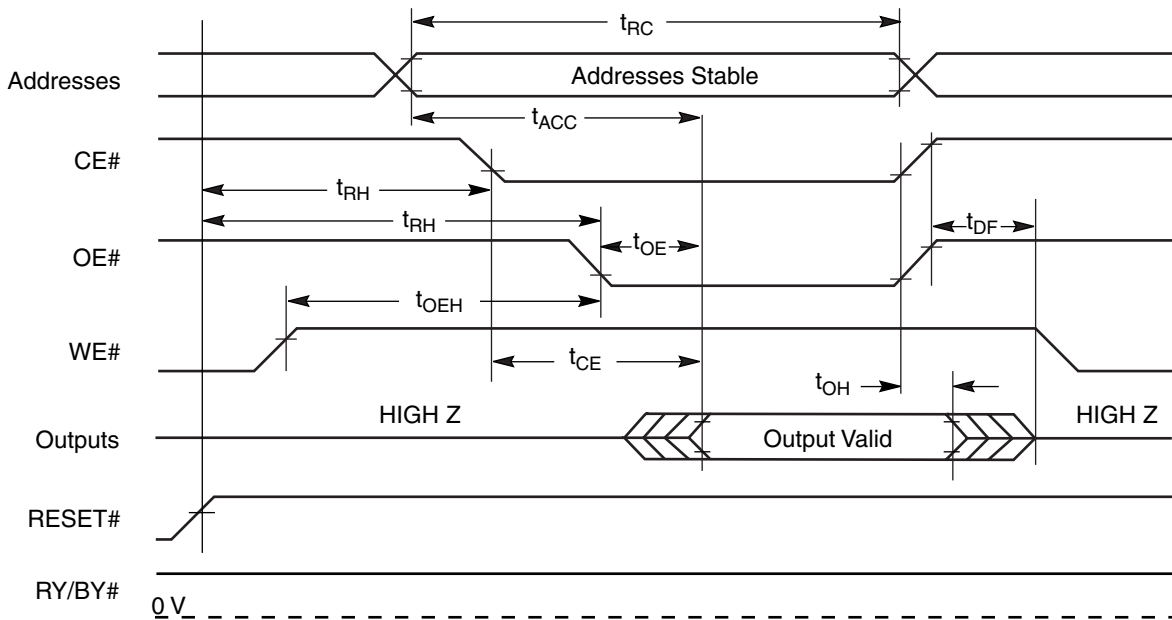 tRC
Addresses
Addresses Stable
tACC
CE#
tRH
tRH
tDF
OE#
tOE
tOEH
WE#
tCE
tOH
HIGH Z
HIGH Z
Outputs
Output Valid
RESET#
RY/BY#
0 V